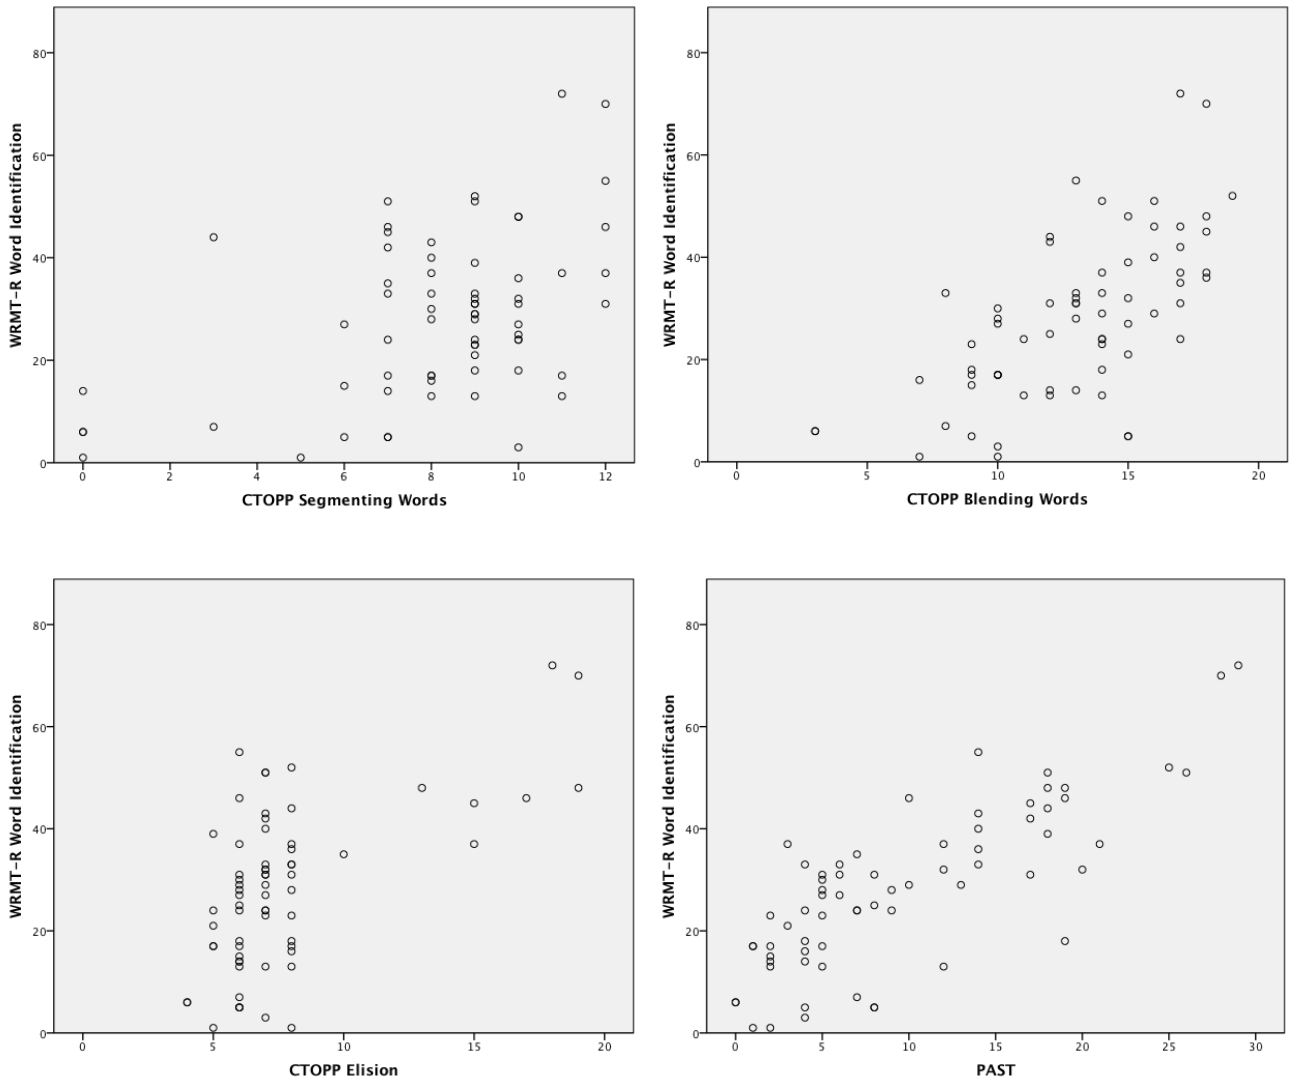 80
60
40
20
0
WRMT-R Word Identification
0 2 4 6 8 10 12
CTOPP Segmenting Words
80
60
40
20
0
WRMT-R Word Identification
0 5 10 15 20
CTOPP Blending Words
80
60
40
20
0
WRMT-R Word Identification
0 5 10 15 20
CTOPP Elision
80
60
40
20
0
WRMT-R Word Identification
0 5 10 15 20 25 30
PAST